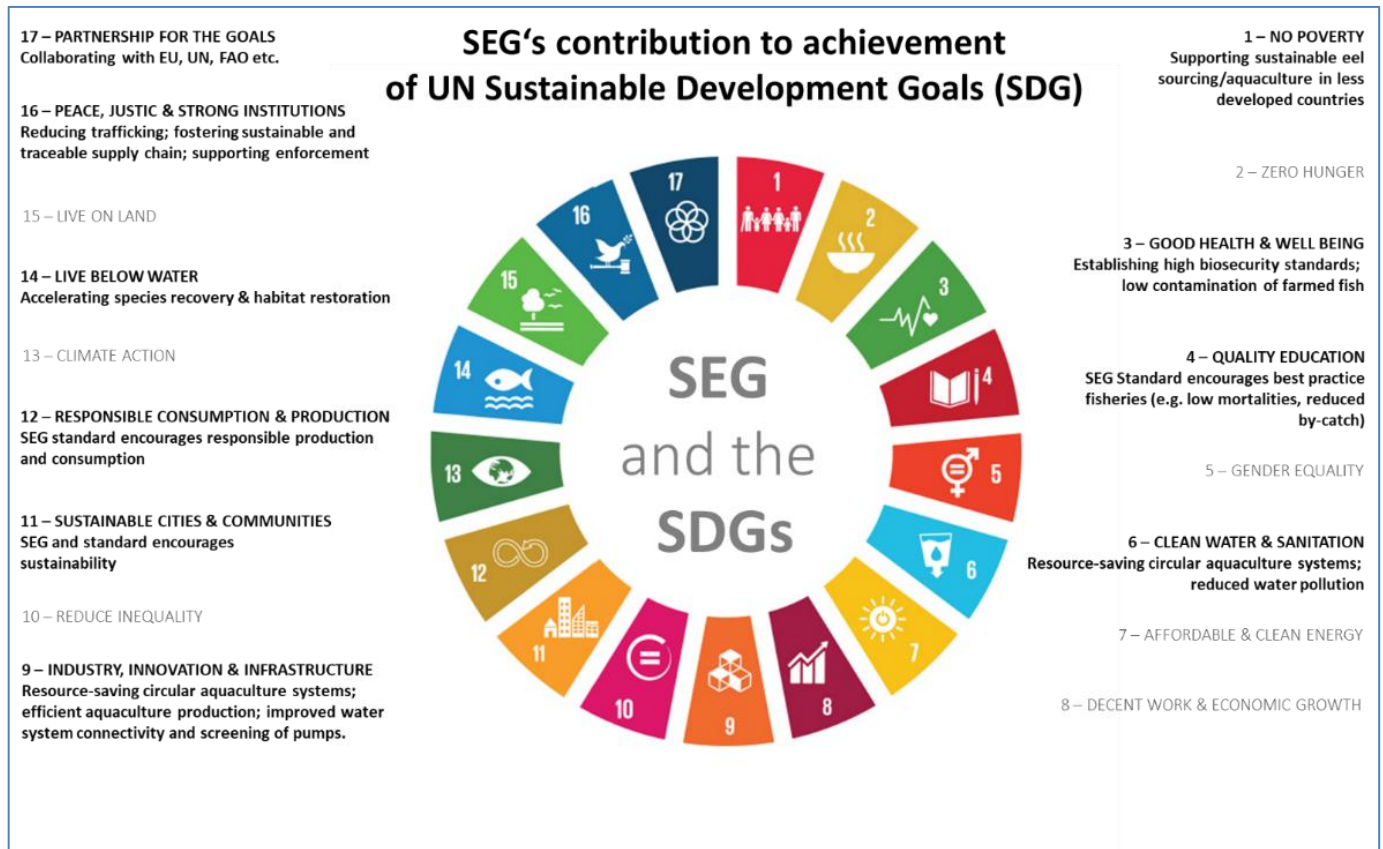 SEG‘s contribution to achievement
of UN Sustainable Development Goals (SDG)
17 – PARTNERSHIP FOR THE GOALS
Collaborating with EU, UN, FAO etc.
16 – PEACE, JUSTIC & STRONG INSTITUTIONS
Reducing trafficking; fostering sustainable and
traceable supply chain; supporting enforcement
15 – LIVE ON LAND
14 – LIVE BELOW WATER
Accelerating species recovery & habitat restoration
13 – CLIMATE ACTION
12 – RESPONSIBLE CONSUMPTION & PRODUCTION
SEG standard encourages responsible production
and consumption
11 – SUSTAINABLE CITIES & COMMUNITIES
SEG and standard encourages
sustainability
10 – REDUCE INEQUALITY
9 – INDUSTRY, INNOVATION & INFRASTRUCTURE
Resource-saving circular aquaculture systems;
efficient aquaculture production; improved water
system connectivity and screening of pumps.
1
2
3
4
5
6
7
8
9
10
11
12
13
14
15
16
17
SEG
and the
SDGs
1 – NO POVERTY
Supporting sustainable eel
sourcing/aquaculture in less
developed countries
2 – ZERO HUNGER
3 – GOOD HEALTH & WELL BEING
Establishing high biosecurity standards;
low contamination of farmed fish
4 – QUALITY EDUCATION
SEG Standard encourages best practice
fisheries (e.g. low mortalities, reduced
by-catch)
5 – GENDER EQUALITY
6 – CLEAN WATER & SANITATION
Resource-saving circular aquaculture systems;
reduced water pollution
7 – AFFORDABLE & CLEAN ENERGY
8 – DECENT WORK & ECONOMIC GROWTH